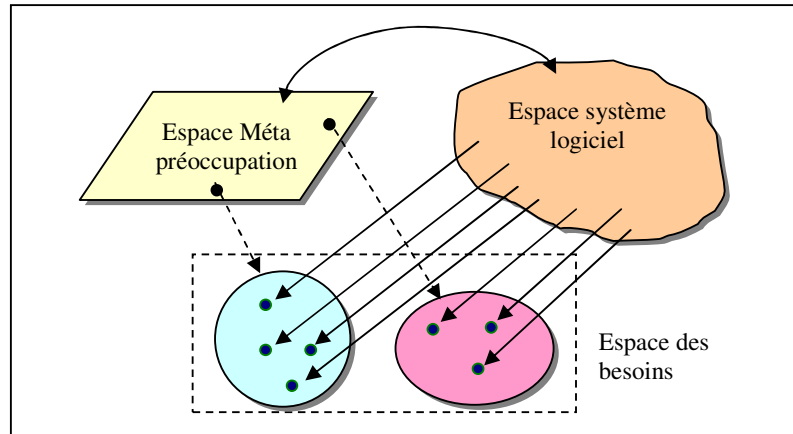 Espace Méta
préoccupation
Espace système
logiciel
Espace des
besoins